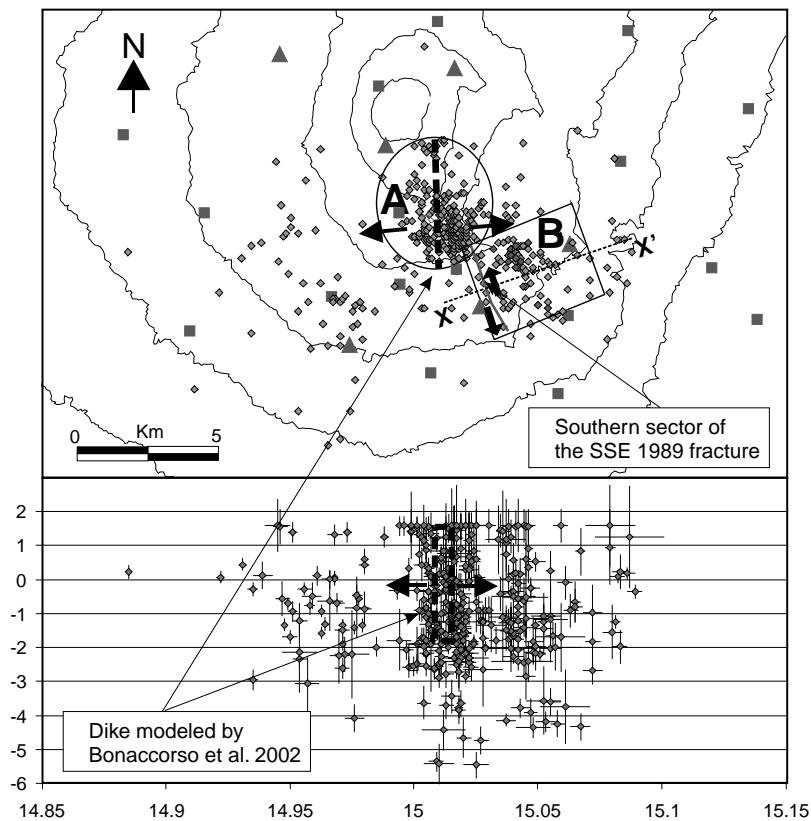 N
A
B
X
X'
Km
0 5
Southern sector of
the SSE 1989 fracture
2
1
0
-1
-2
-3
-4
-5
-6
Dike modeled by
Bonaccorso et al. 2002
14.85 14.9 14.95 15 15.05 15.1 15.15